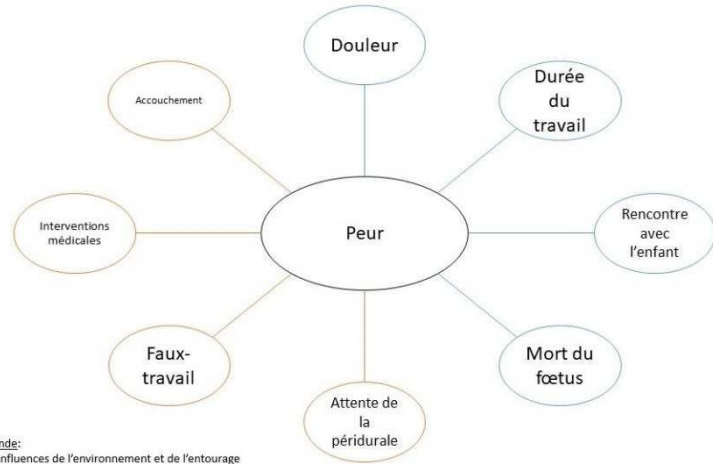 Douleur
Accouchement
Durée
du
travail
Interventions
médicales
Peur
Rencontre
avec
l'enfant
Faux-
travail
Attente de
la
péridurale
Mort du
fœtus
nde:
nfluences de l'environnement et de l'entourage